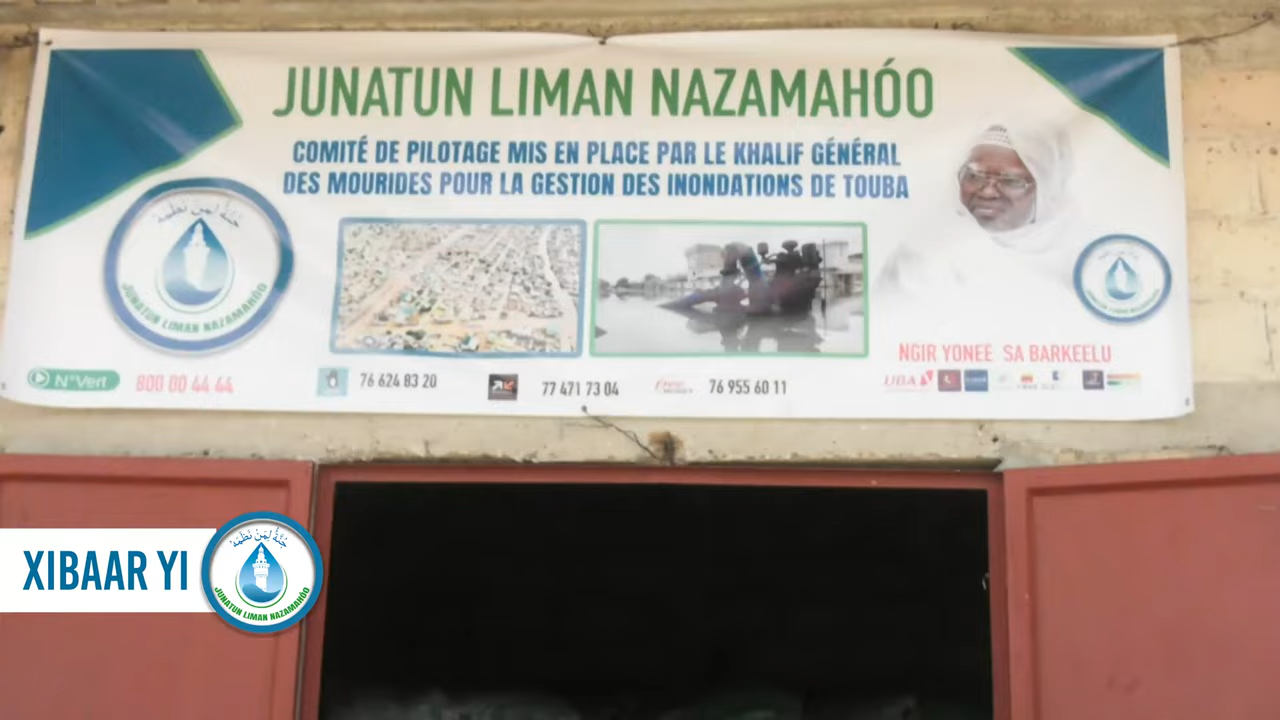 JUNATUN LIMAN NAZAMAHÓO
COMITÉ DE PILOTAGE MIS EN PLACE PAR LE KHALIF GÉNÉRAL
DES MOURIDES POUR LA GESTION DES INONDATIONS DE TOUBA
JUNATUN LIMAN NAZAMAHÓO
N°Vert
800 00 44 44
76 624 83 20
77 471 73 04
76 955 60 11
NGIR YONEE SA BARKEELU
UBA
XIBAAR YI
JUNATUN LIMAN NAZAMAHÓO